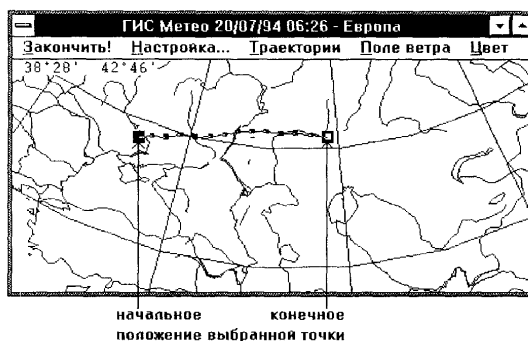 ГИС Метео 20/07/94 06:26 - Европа
Закончить! Настройка... Траектории Поле ветра Цвет
38°28' 42°46'
начальное конечное
положение выбранной точки